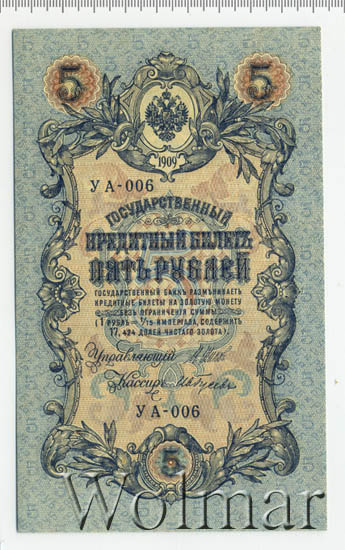 5 5
1909
УА-006
ГОСУДАРСТВЕННЫЙ
КРЕДИТНЫЙ БИЛЕТЪ
ПЯТЬ РУБЛЕЙ
ГОСУДАРСТВЕННЫЙ БАНКЪ РАЗМѢНИВАЕТЪ
КРЕДИТНЫЕ БИЛЕТЫ НА ЗОЛОТУЮ МОНЕТУ
БЕЗЪ ОГРАНИЧЕНІЯ СУММЫ
(1 РУБЛЬ = 1/15 ИМПЕРІАЛА, СОДЕРЖИТЪ
17,424 ДОЛЕЙ ЧИСТАГО ЗОЛОТА)
Управляющій
Кассиръ
УА-006
5
Wolmar